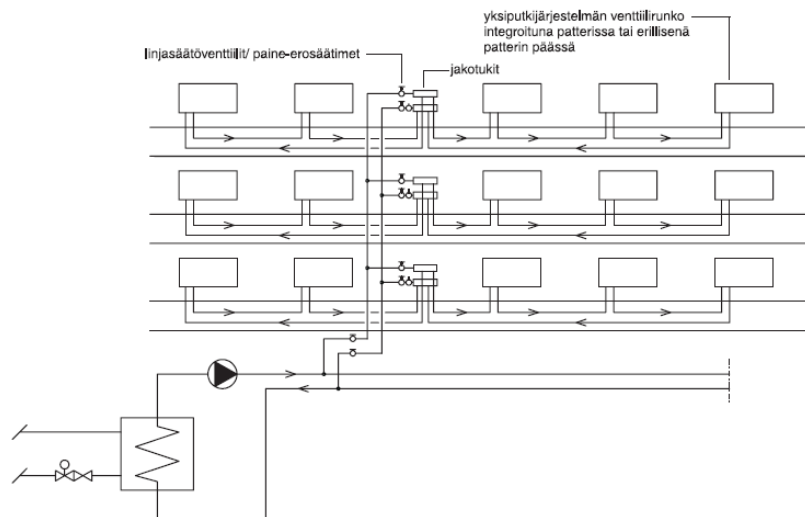 yksiputkijärjestelmän venttiilirunko
integroituna patterissa tai erillisenä
patterin päässä
linjasäätöventtiilit/ paine-erosäätimet
jakotukit